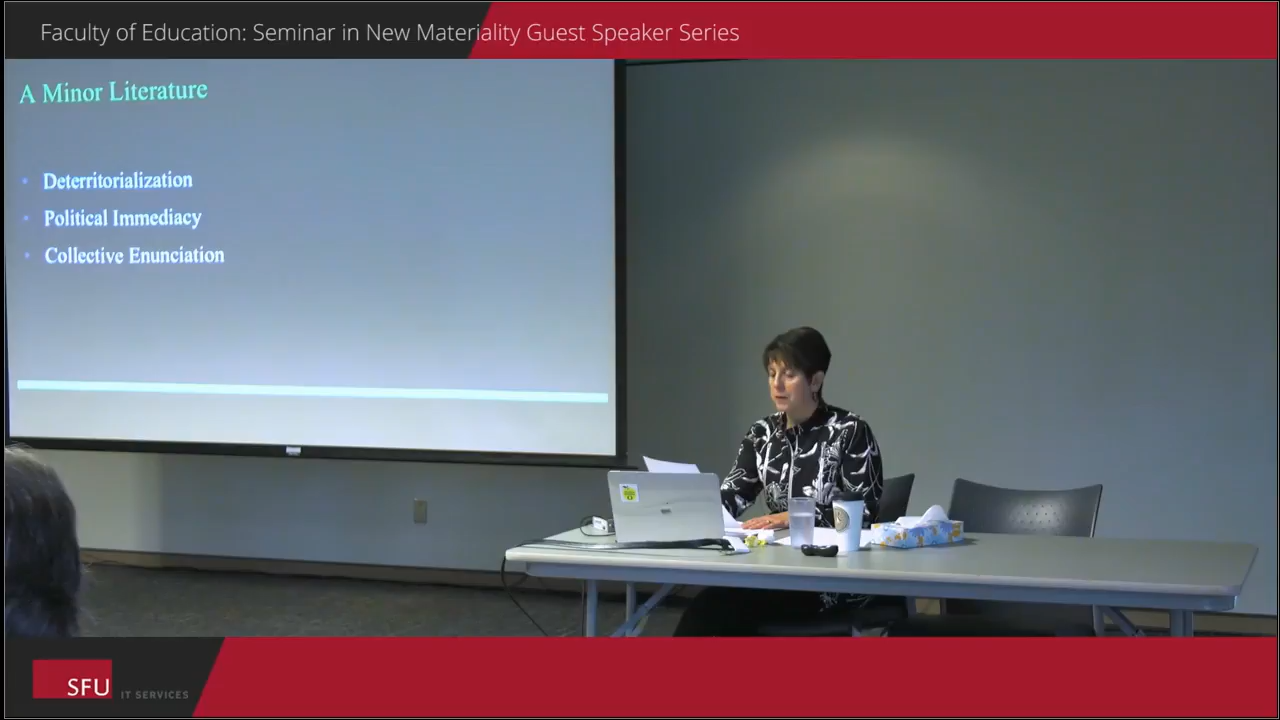 Faculty of Education: Seminar in New Materiality Guest Speaker Series
A Minor Literature
• Deterritorialization
• Political Immediacy
• Collective Enunciation
SFU IT SERVICES